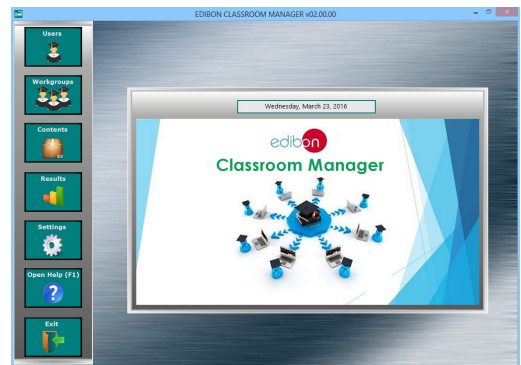 EDIBON CLASSROOM MANAGER v02.00.00
Users
Workgroups
Contents
Results
Settings
Open Help (F1)
Exit
Wednesday, March 23, 2016
edibon
Classroom Manager